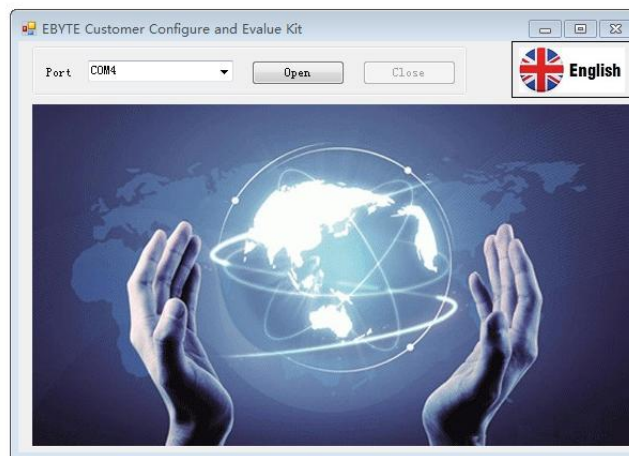 EBYTE Customer Configure and Evalue Kit
Port COM4 Open Close English